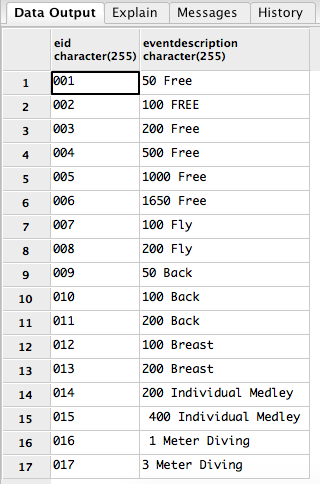 Data Output Explain Messages History
eid eventdescription
character(255) character(255)
1 001 50 Free
2 002 100 FREE
3 003 200 Free
4 004 500 Free
5 005 1000 Free
6 006 1650 Free
7 007 100 Fly
8 008 200 Fly
9 009 50 Back
10 010 100 Back
11 011 200 Back
12 012 100 Breast
13 013 200 Breast
14 014 200 Individual Medley
15 015 400 Individual Medley
16 016 1 Meter Diving
17 017 3 Meter Diving